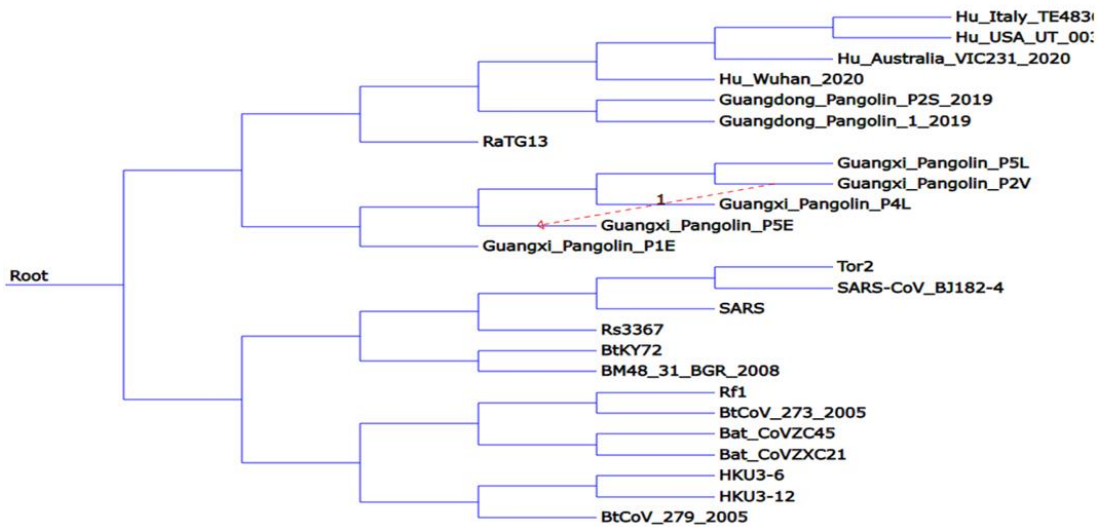 Hu_Italy_TE483
Hu_USA_UT_00
Hu_Australia_VIC231_2020
Hu_Wuhan_2020
Guangdong_Pangolin_P2S_2019
Guangdong_Pangolin_1_2019
RaTG13
Guangxi_Pangolin_P5L
Guangxi_Pangolin_P2V
1
Guangxi_Pangolin_P4L
Guangxi_Pangolin_P5E
Guangxi_Pangolin_P1E
Root
Tor2
SARS-CoV_BJ182-4
SARS
Rs3367
BtKY72
BM48_31_BGR_2008
Rf1
BtCoV_273_2005
Bat_CoVZC45
Bat_CoVZXC21
HKU3-6
HKU3-12
BtCoV_279_2005